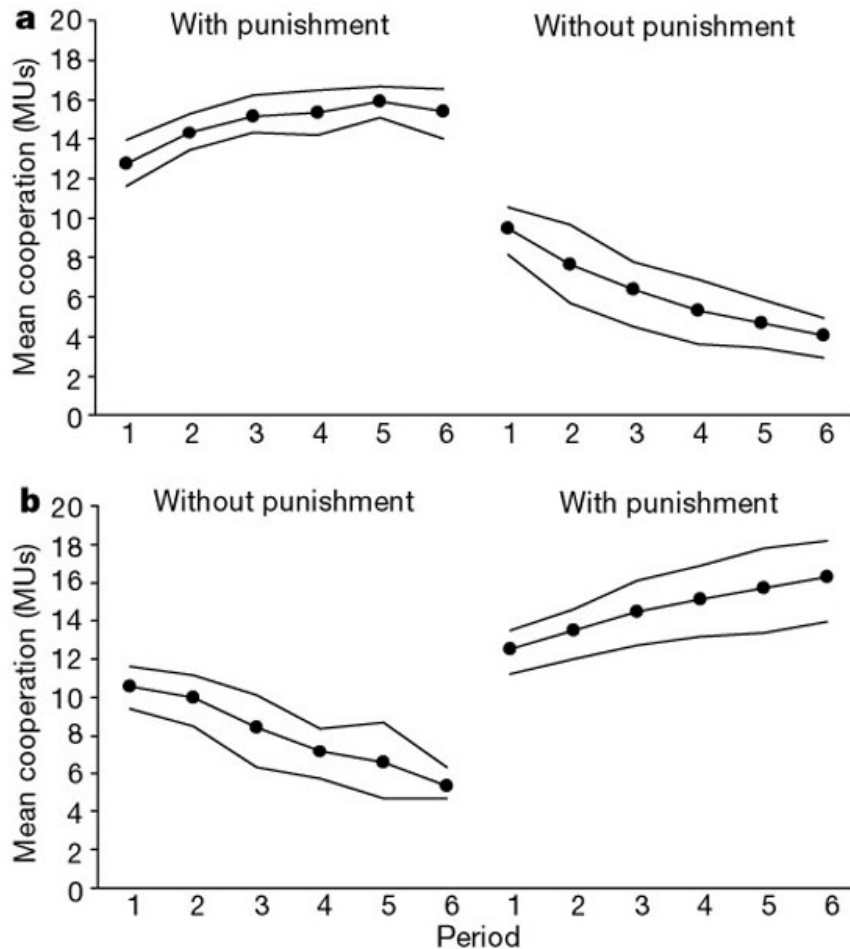 a
With punishment Without punishment
Mean cooperation (MUs)
20
18
16
14
12
10
8
6
4
2
0
1 2 3 4 5 6 1 2 3 4 5 6
b
Without punishment With punishment
Mean cooperation (MUs)
20
18
16
14
12
10
8
6
4
2
0
1 2 3 4 5 6 1 2 3 4 5 6
Period